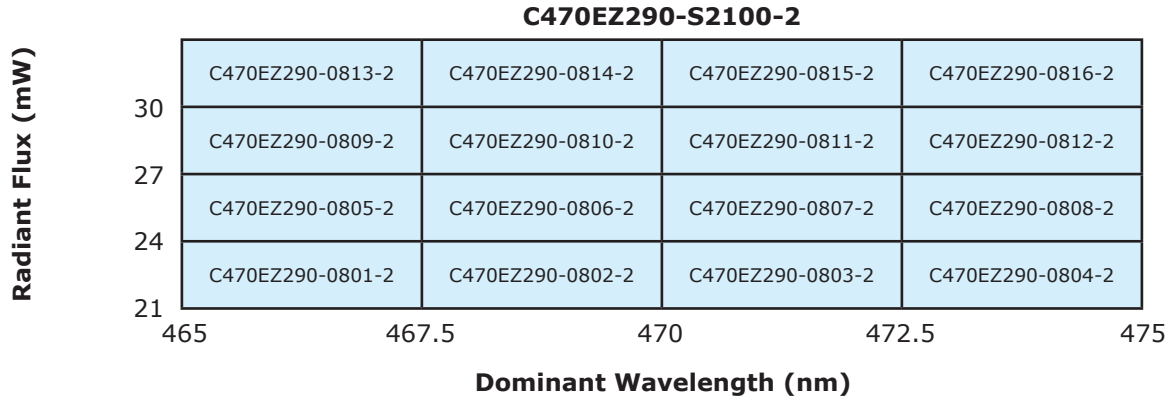 C470EZ290-S2100-2
Radiant Flux (mW)
C470EZ290-0813-2 C470EZ290-0814-2 C470EZ290-0815-2 C470EZ290-0816-2
30
C470EZ290-0809-2 C470EZ290-0810-2 C470EZ290-0811-2 C470EZ290-0812-2
27
C470EZ290-0805-2 C470EZ290-0806-2 C470EZ290-0807-2 C470EZ290-0808-2
24
C470EZ290-0801-2 C470EZ290-0802-2 C470EZ290-0803-2 C470EZ290-0804-2
21
465 467.5 470 472.5 475
Dominant Wavelength (nm)